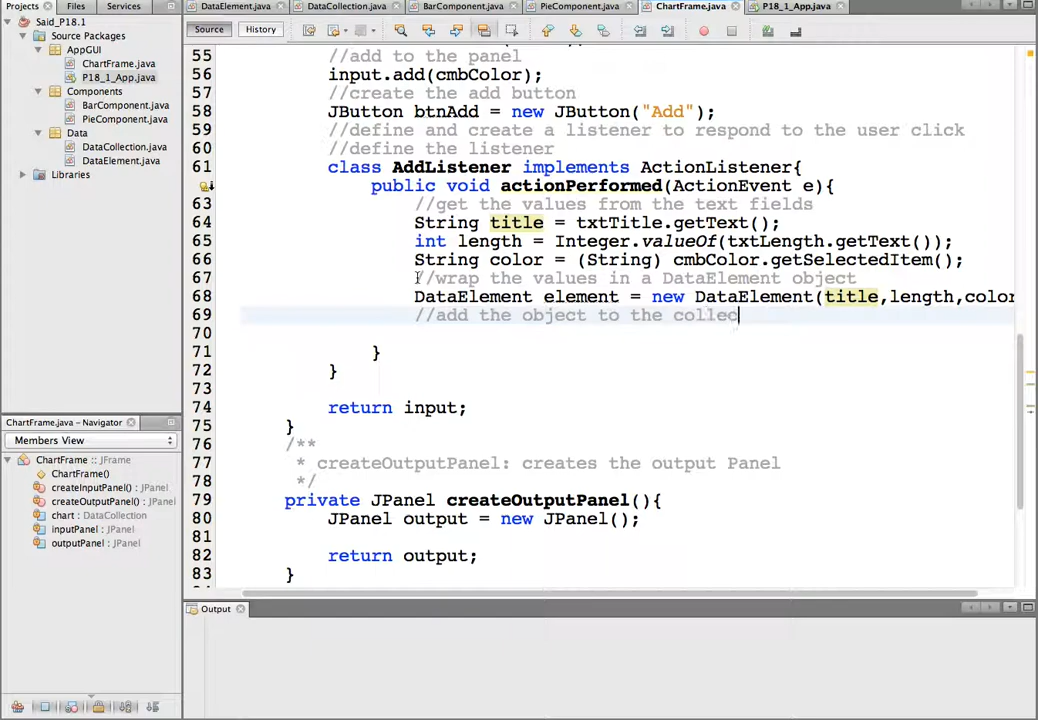 Projects Files Services DataElement.java DataCollection.java BarComponent.java PieComponent.java ChartFrame.java P18_1_App.java
Said_P18.1
Source Packages
AppGUI
ChartFrame.java
P18_1_App.java
Components
BarComponent.java
PieComponent.java
Data
DataCollection.java
DataElement.java
Libraries
Source History
55 //add to the panel
56 input.add(cmbColor);
57 //create the add button
58 JButton btnAdd = new JButton("Add");
59 //define and create a listener to respond to the user click
60 //define the listener
61 class AddListener implements ActionListener{
public void actionPerformed(ActionEvent e){
63 //get the values from the text fields
64 String title = txtTitle.getText();
65 int length = Integer.valueOf(txtLength.getText());
66 String color = (String) cmbColor.getSelectedItem();
67 //wrap the values in a DataElement object
68 DataElement element = new DataElement(title,length,color
69 //add the object to the collec
70
71 }
72 }
73
74 return input;
75 }
76 /**
77 * createOutputPanel: creates the output Panel
78 */
79 private JPanel createOutputPanel(){
80 JPanel output = new JPanel();
81
82 return output;
83 }
ChartFrame.java - Navigator
Members View
ChartFrame :: JFrame
ChartFrame()
createInputPanel() : JPanel
createOutputPanel() : JPanel
chart : DataCollection
inputPanel : JPanel
outputPanel : JPanel
Output